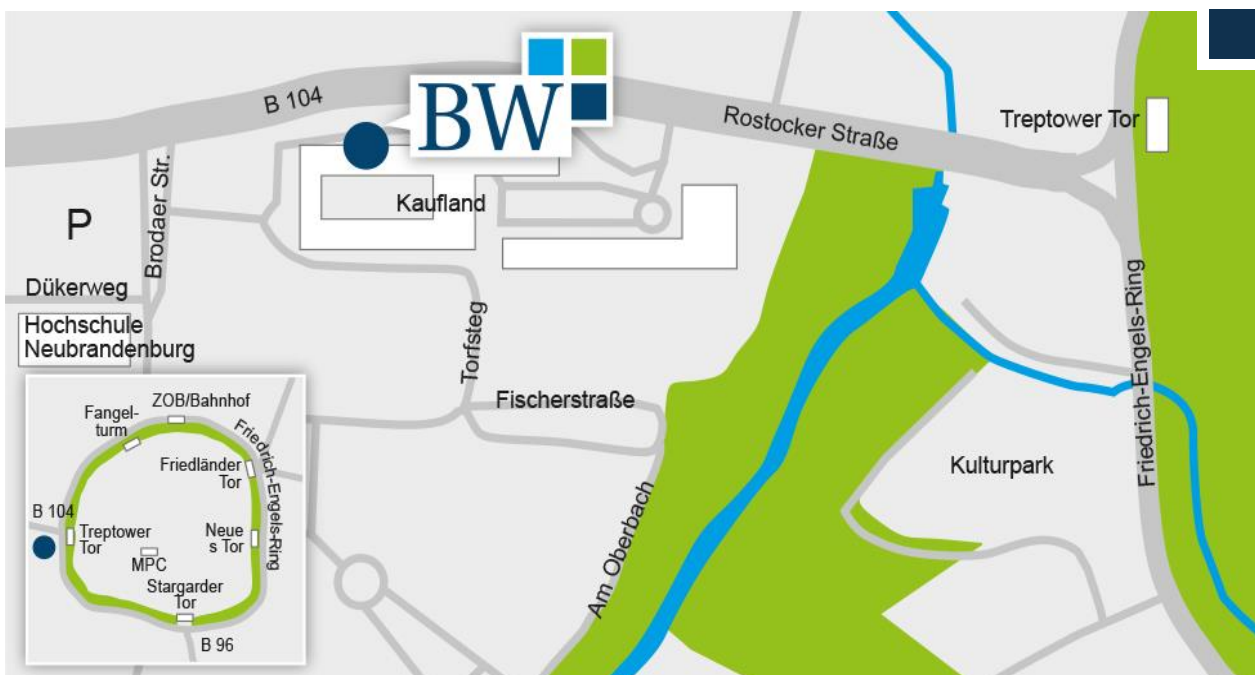 B 104
BW
Rostocker Straße
Treptower Tor
Brodaer Str.
P
Kaufland
Dükerweg
Hochschule
Neubrandenburg
Torfsteg
Fischerstraße
Am Oberbach
Kulturpark
Friedrich-Engels-Ring
ZOB/Bahnhof
Fangel-
turm
Friedrich-Engels-Ring
Friedländer
Tor
B 104
Treptower
Tor
Neue
s Tor
MPC
Stargarder
Tor
B 96